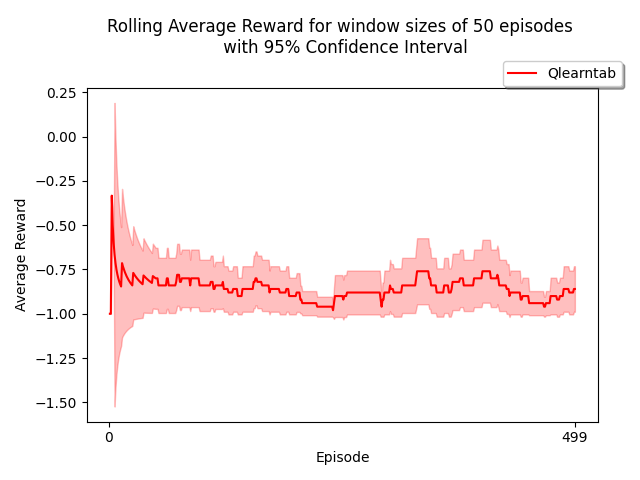 Rolling Average Reward for window sizes of 50 episodes
with 95% Confidence Interval
Qlearntab
0.25
0.00
−0.25
−0.50
−0.75
−1.00
−1.25
−1.50
Average Reward
0
499
Episode